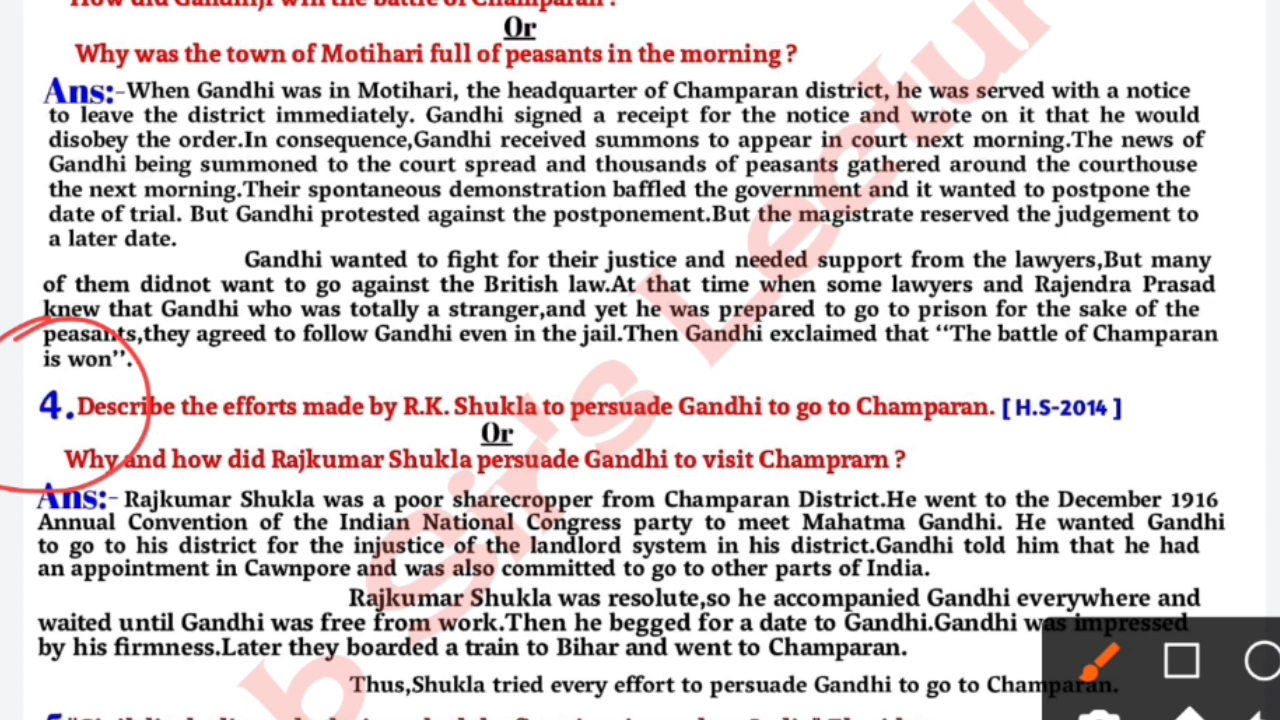 How did Gandhiji win the battle of Champaran ?
Or
Why was the town of Motihari full of peasants in the morning ?
Ans:-When Gandhi was in Motihari, the headquarter of Champaran district, he was served with a notice
to leave the district immediately. Gandhi signed a receipt for the notice and wrote on it that he would
disobey the order.In consequence,Gandhi received summons to appear in court next morning.The news of
Gandhi being summoned to the court spread and thousands of peasants gathered around the courthouse
the next morning.Their spontaneous demonstration baffled the government and it wanted to postpone the
date of trial. But Gandhi protested against the postponement.But the magistrate reserved the judgement to
a later date.
Gandhi wanted to fight for their justice and needed support from the lawyers,But many
of them didnot want to go against the British law.At that time when some lawyers and Rajendra Prasad
knew that Gandhi who was totally a stranger,and yet he was prepared to go to prison for the sake of the
peasants,they agreed to follow Gandhi even in the jail.Then Gandhi exclaimed that ‘‘The battle of Champaran
is won’’.
4.Describe the efforts made by R.K. Shukla to persuade Gandhi to go to Champaran. [ H.S-2014 ]
Or
Why and how did Rajkumar Shukla persuade Gandhi to visit Champrarn ?
Ans:- Rajkumar Shukla was a poor sharecropper from Champaran District.He went to the December 1916
Annual Convention of the Indian National Congress party to meet Mahatma Gandhi. He wanted Gandhi
to go to his district for the injustice of the landlord system in his district.Gandhi told him that he had
an appointment in Cawnpore and was also committed to go to other parts of India.
Rajkumar Shukla was resolute,so he accompanied Gandhi everywhere and
waited until Gandhi was free from work.Then he begged for a date to Gandhi.Gandhi was impressed
by his firmness.Later they boarded a train to Bihar and went to Champaran.
Thus,Shukla tried every effort to persuade Gandhi to go to Champaran.
b Sir's Lectur